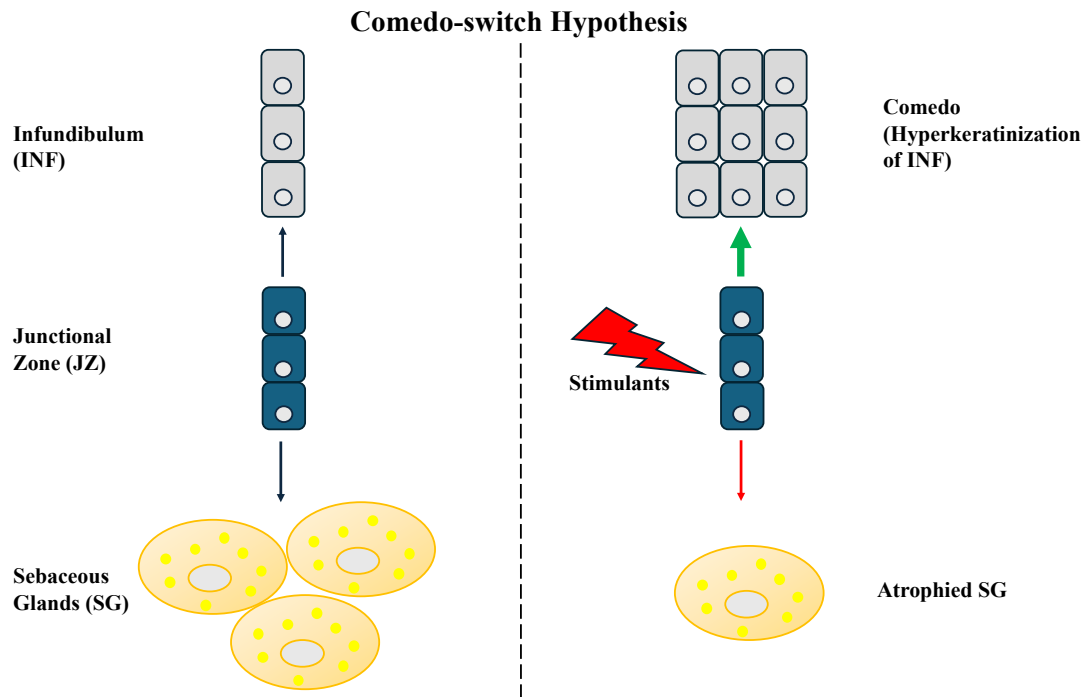 Comedo-switch Hypothesis
Infundibulum
(INF)
Junctional
Zone (JZ)
Sebaceous
Glands (SG)
Comedo
(Hyperkeratinization
of INF)
Stimulants
Atrophied SG